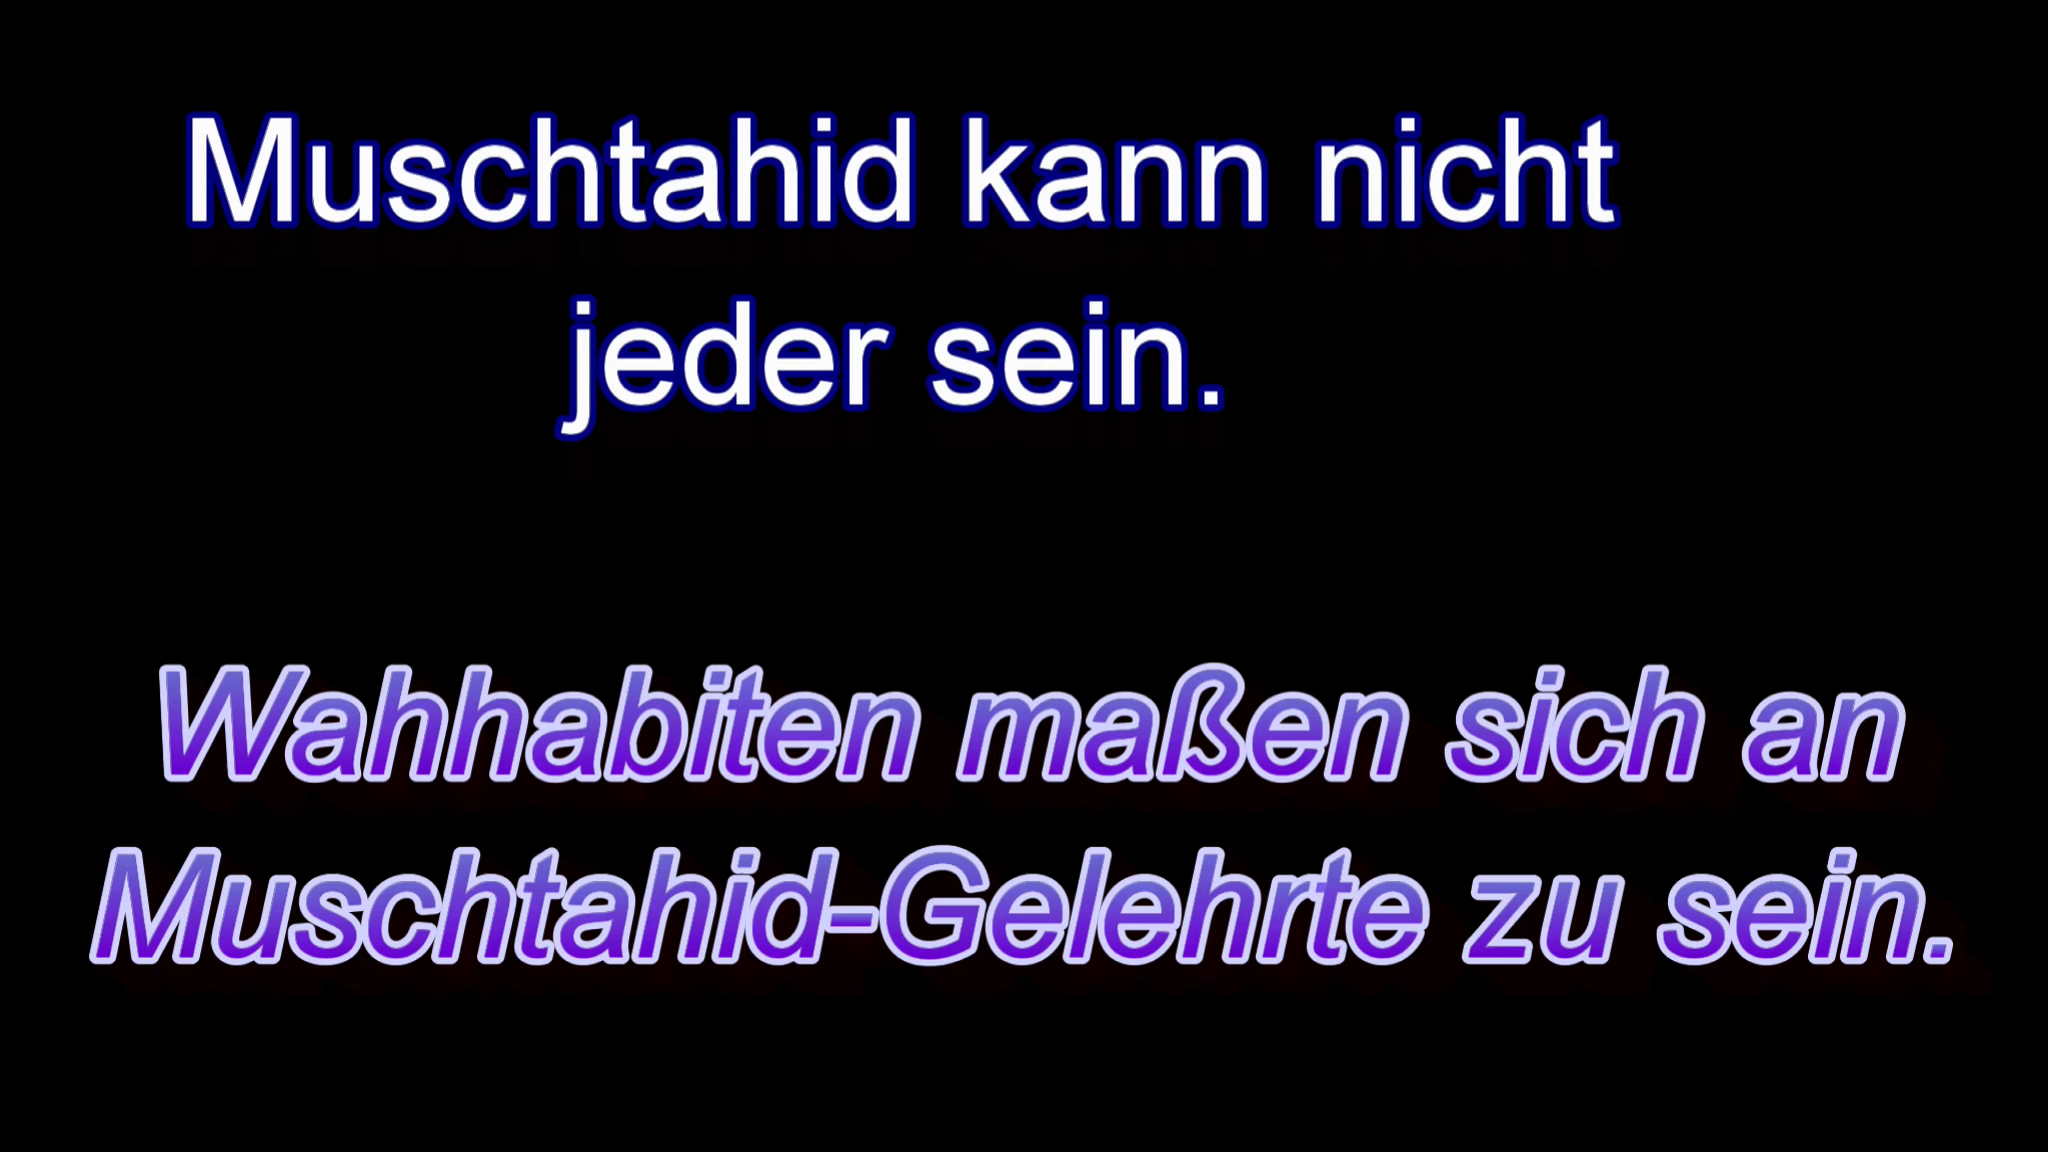 Muschtahid kann nicht
jeder sein.
Wahhabiten maßen sich an
Muschtahid-Gelehrte zu sein.